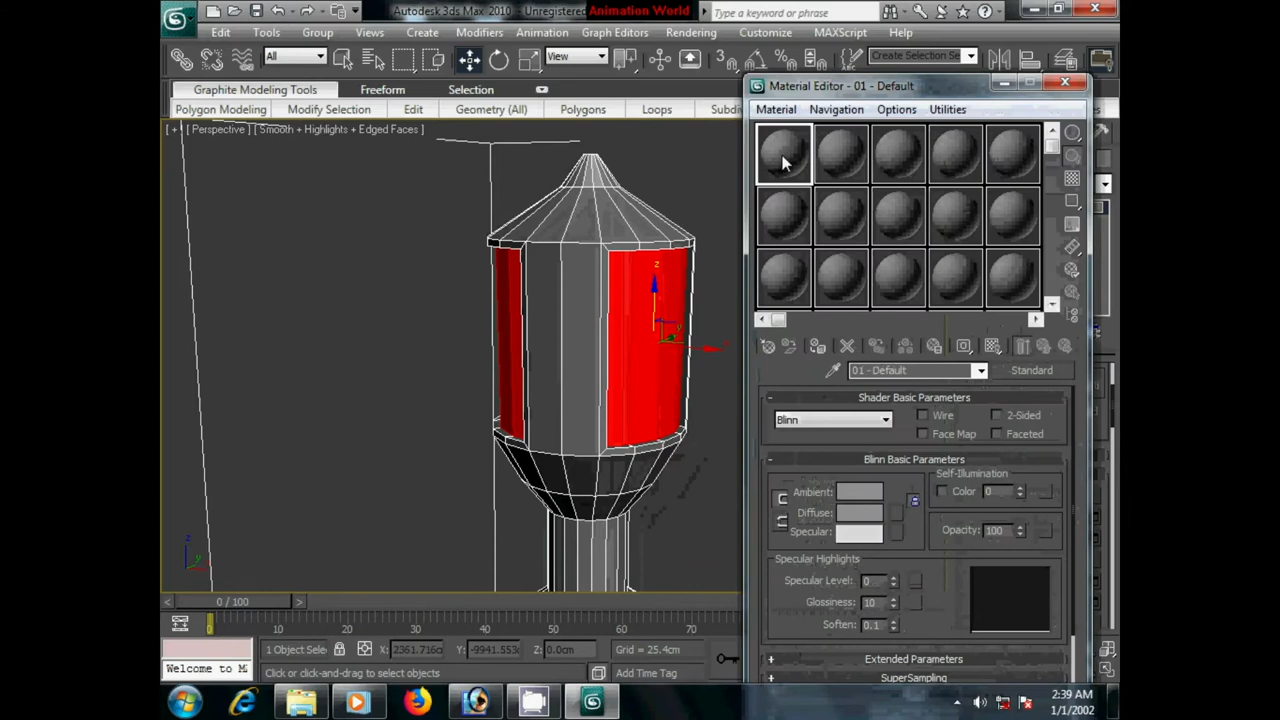 Autodesk 3ds Max 2010 - Unregistered Animation World
Type a keyword or phrase
Edit Tools Group Views Create Modifiers Animation Graph Editors Rendering Customize MAXScript Help
All View Create Selection Se
Graphite Modeling Tools Freeform Selection
Polygon Modeling Modify Selection Edit Geometry (All) Polygons Loops Subdi
[ + ] [ Perspective ] [ Smooth + Highlights + Edged Faces ]
Material Editor - 01 - Default
Material Navigation Options Utilities
01 - Default Standard
Shader Basic Parameters
Blinn Wire 2-Sided
Face Map Faceted
Blinn Basic Parameters
Self-Illumination
Ambient: Color 0
Diffuse:
Specular: Opacity: 100
Specular Highlights
Specular Level: 0
Glossiness: 10
Soften: 0.1
Extended Parameters
SuperSampling
z
y
z
y
0 / 100
0 10 20 30 40 50 60 70
1 Object Sele X: 2361.716c Y: -9941.553c Z: 0.0cm Grid = 25.4cm
Welcome to M Click or click-and-drag to select objects Add Time Tag
2:39 AM
1/1/2002